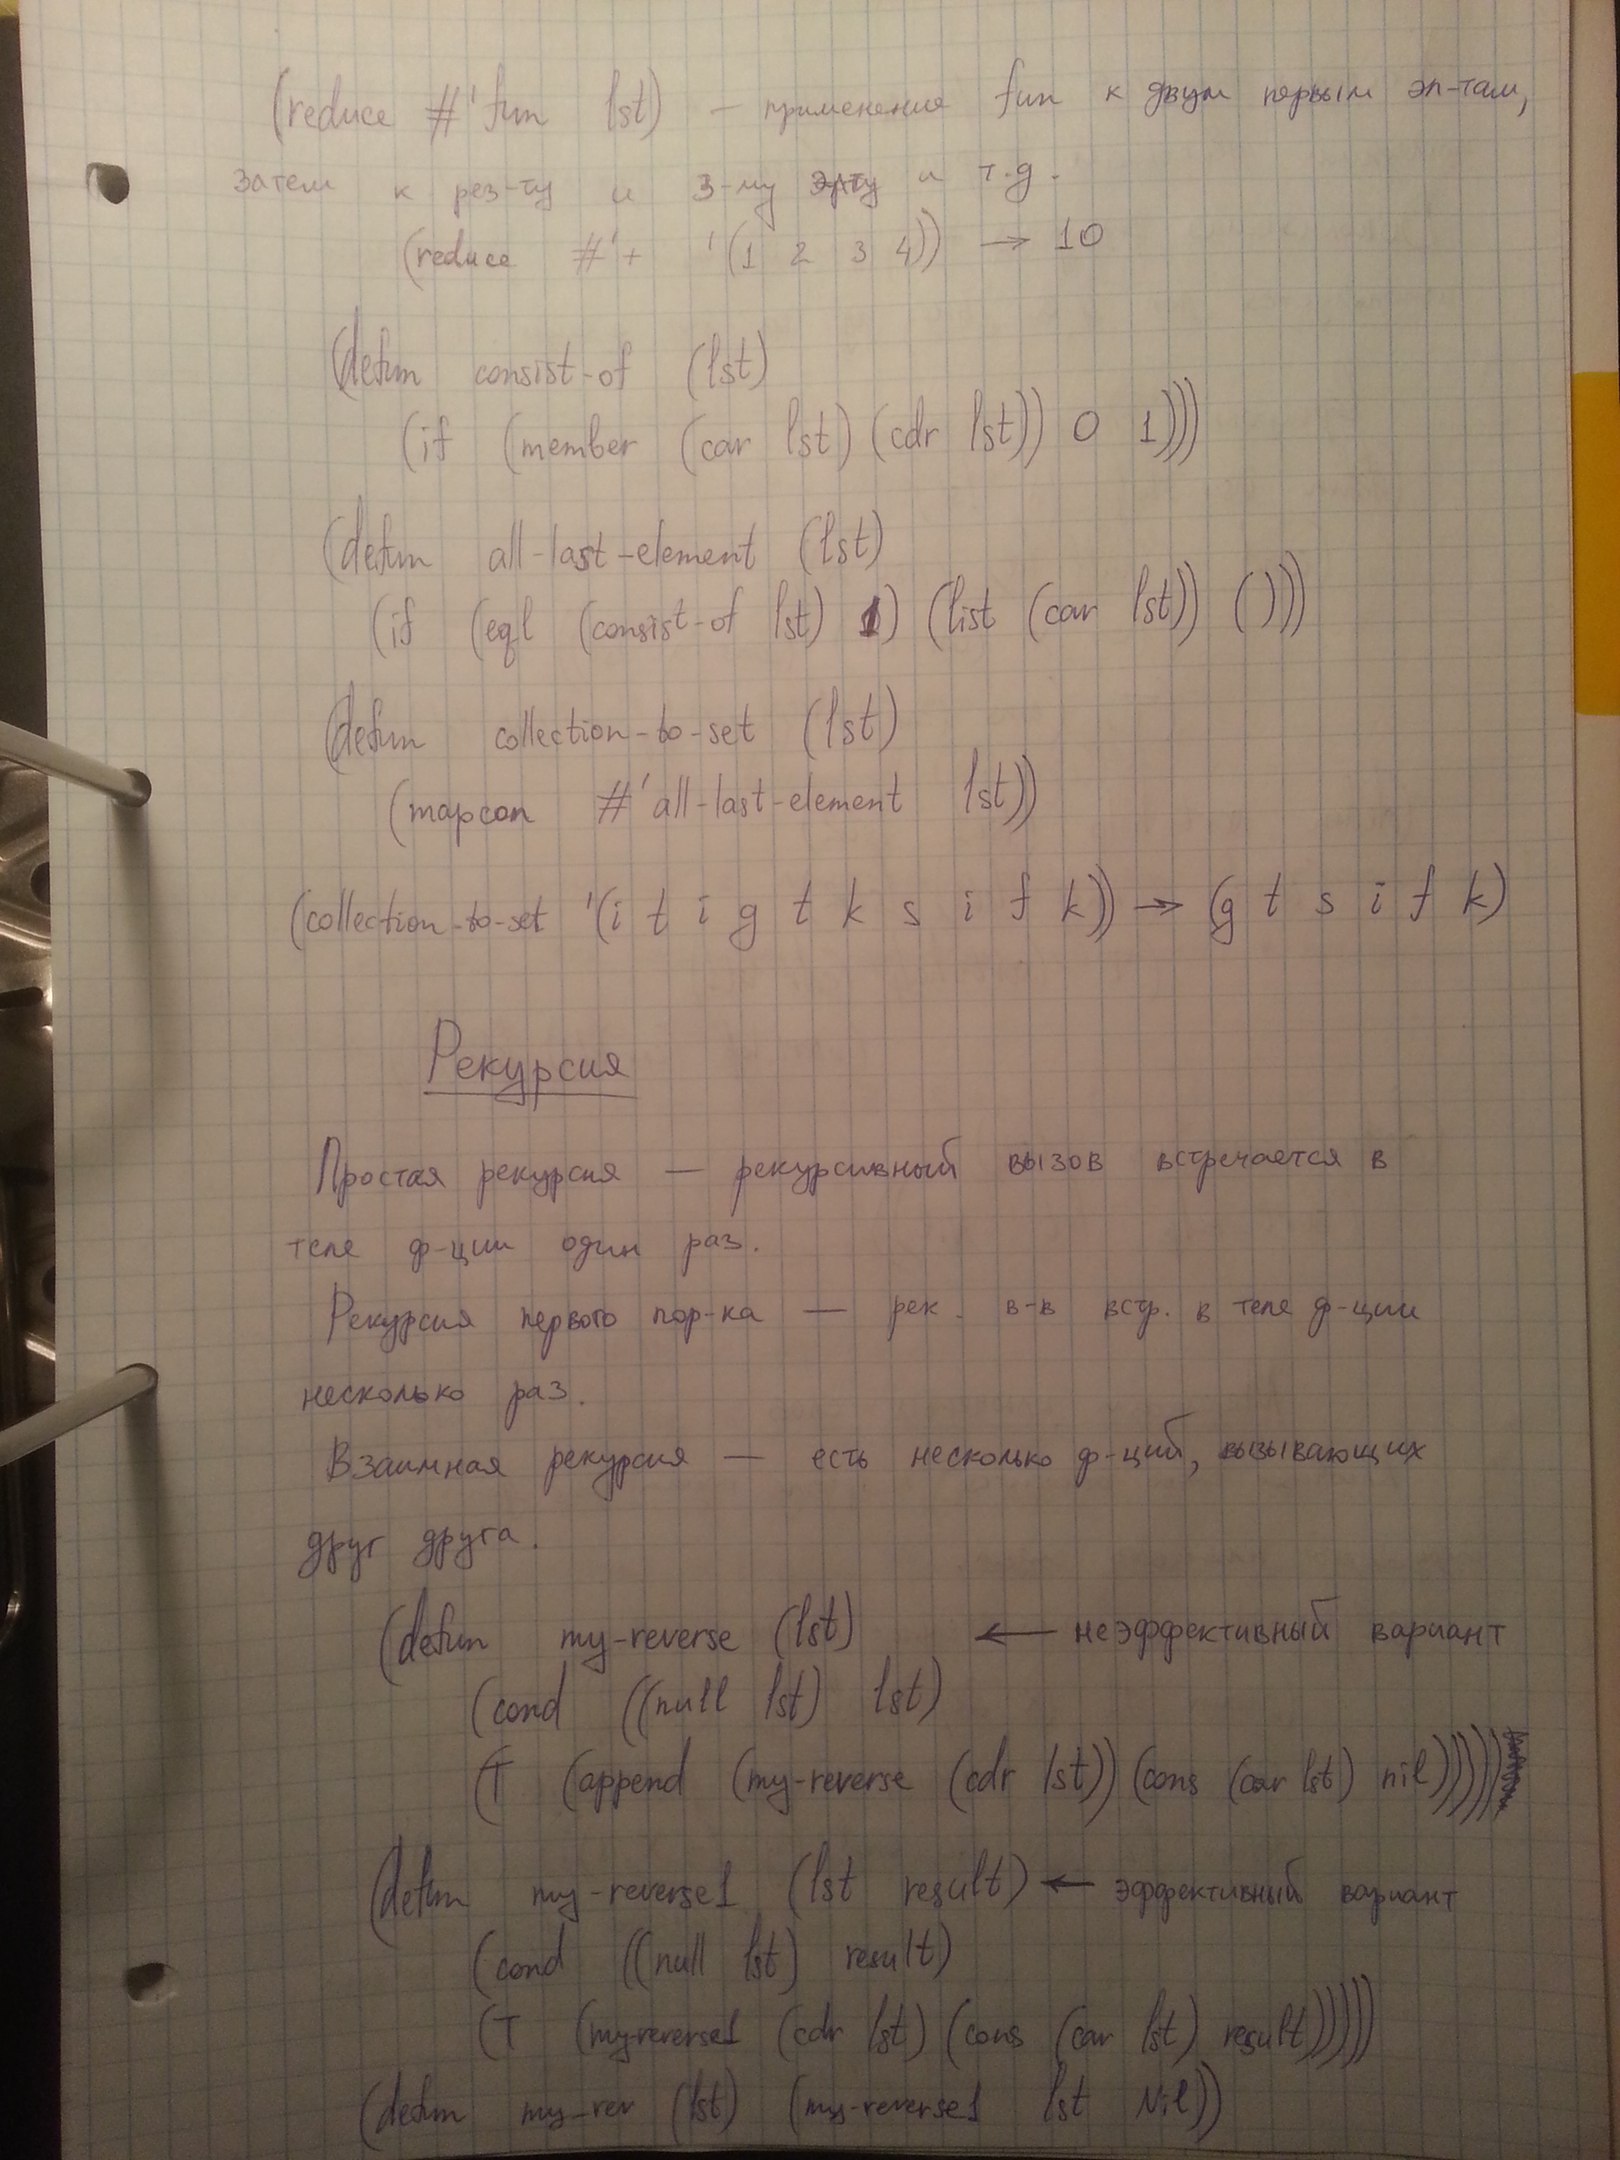 (reduce #'fun lst) — применение fun к двум первым эл-там,
затем к рез-ту и 3-му эл-ту и т.д.
(reduce #'+ '(1 2 3 4)) → 10
(defun consist-of (lst)
(if (member (car lst) (cdr lst)) 0 1)))
(defun all-last-element (lst)
(if (eql (consist-of lst) 1) (list (car lst)) ()))
(defun collection-to-set (lst)
(mapcon #'all-last-element lst))
(collection-to-set '(i t i g t k s i f k)) → (g t s i f k)
Рекурсия
Простая рекурсия — рекурсивный вызов встречается в
теле ф-ции один раз.
Рекурсия первого пор-ка — рек. в-в встр. в теле ф-ции
несколько раз.
Взаимная рекурсия — есть несколько ф-ций, вызывающих
друг друга.
(defun my-reverse (lst) ← неэффективный вариант
(cond ((null lst) lst)
(T (append (my-reverse (cdr lst)) (cons (car lst) nil)))))
(defun my-reverse1 (lst result) ← эффективный вариант
(cond ((null lst) result)
(T (my-reverse1 (cdr lst) (cons (car lst) result)))))
(defun my-rev (lst) (my-reverse1 lst Nil))